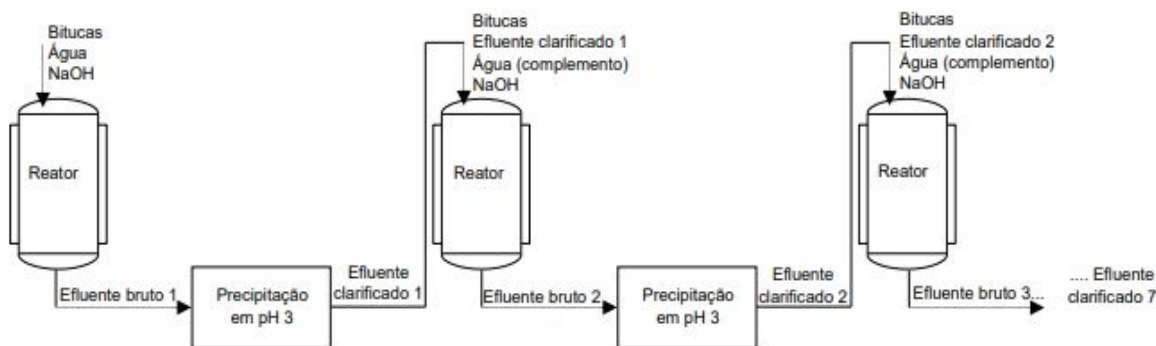 Bitucas
Água
NaOH
Reator
Efluente bruto 1
Precipitação
em pH 3
Efluente
clarificado 1
Bitucas
Efluente clarificado 1
Água (complemento)
NaOH
Reator
Efluente bruto 2
Precipitação
em pH 3
Efluente
clarificado 2
Bitucas
Efluente clarificado 2
Água (complemento)
NaOH
Reator
Efluente bruto 3...
.... Efluente
clarificado 7